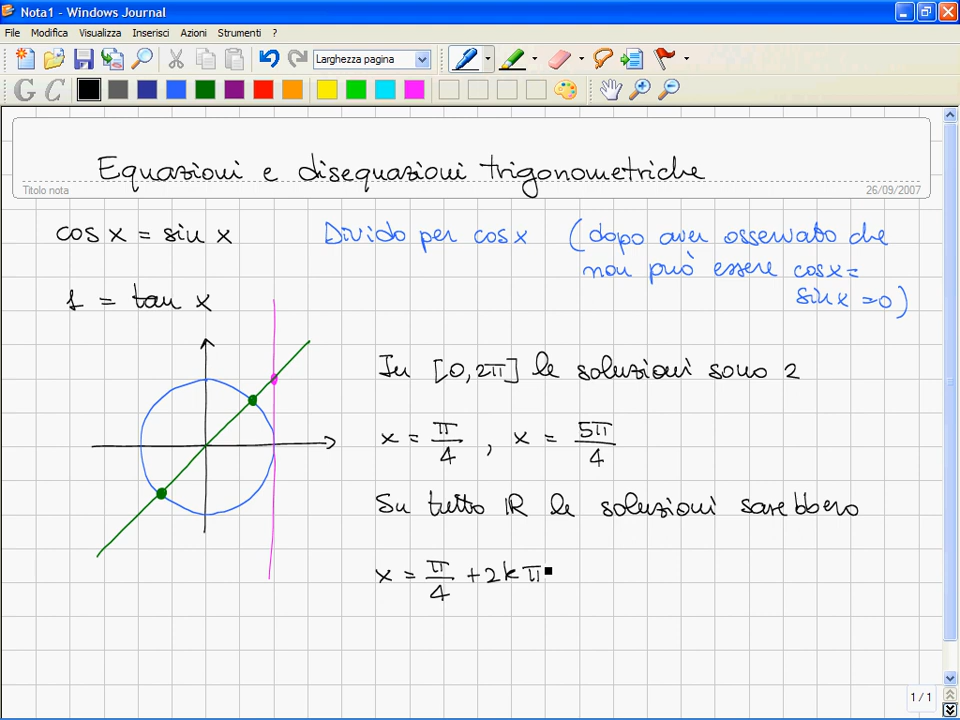 Nota1 - Windows Journal
File Modifica Visualizza Inserisci Azioni Strumenti ?
Larghezza pagina
G C
Equazioni e disequazioni trigonometriche
Titolo nota
26/09/2007
cos x = sin x
Divido per cos x (dopo aver osservato che
non può essere cos x =
sin x = 0)
1 = tan x
In [0, 2π] le soluzioni sono 2
x = π/4 , x = 5π/4
Su tutto ℝ le soluzioni sarebbero
x = π/4 + 2kπ
1 / 1